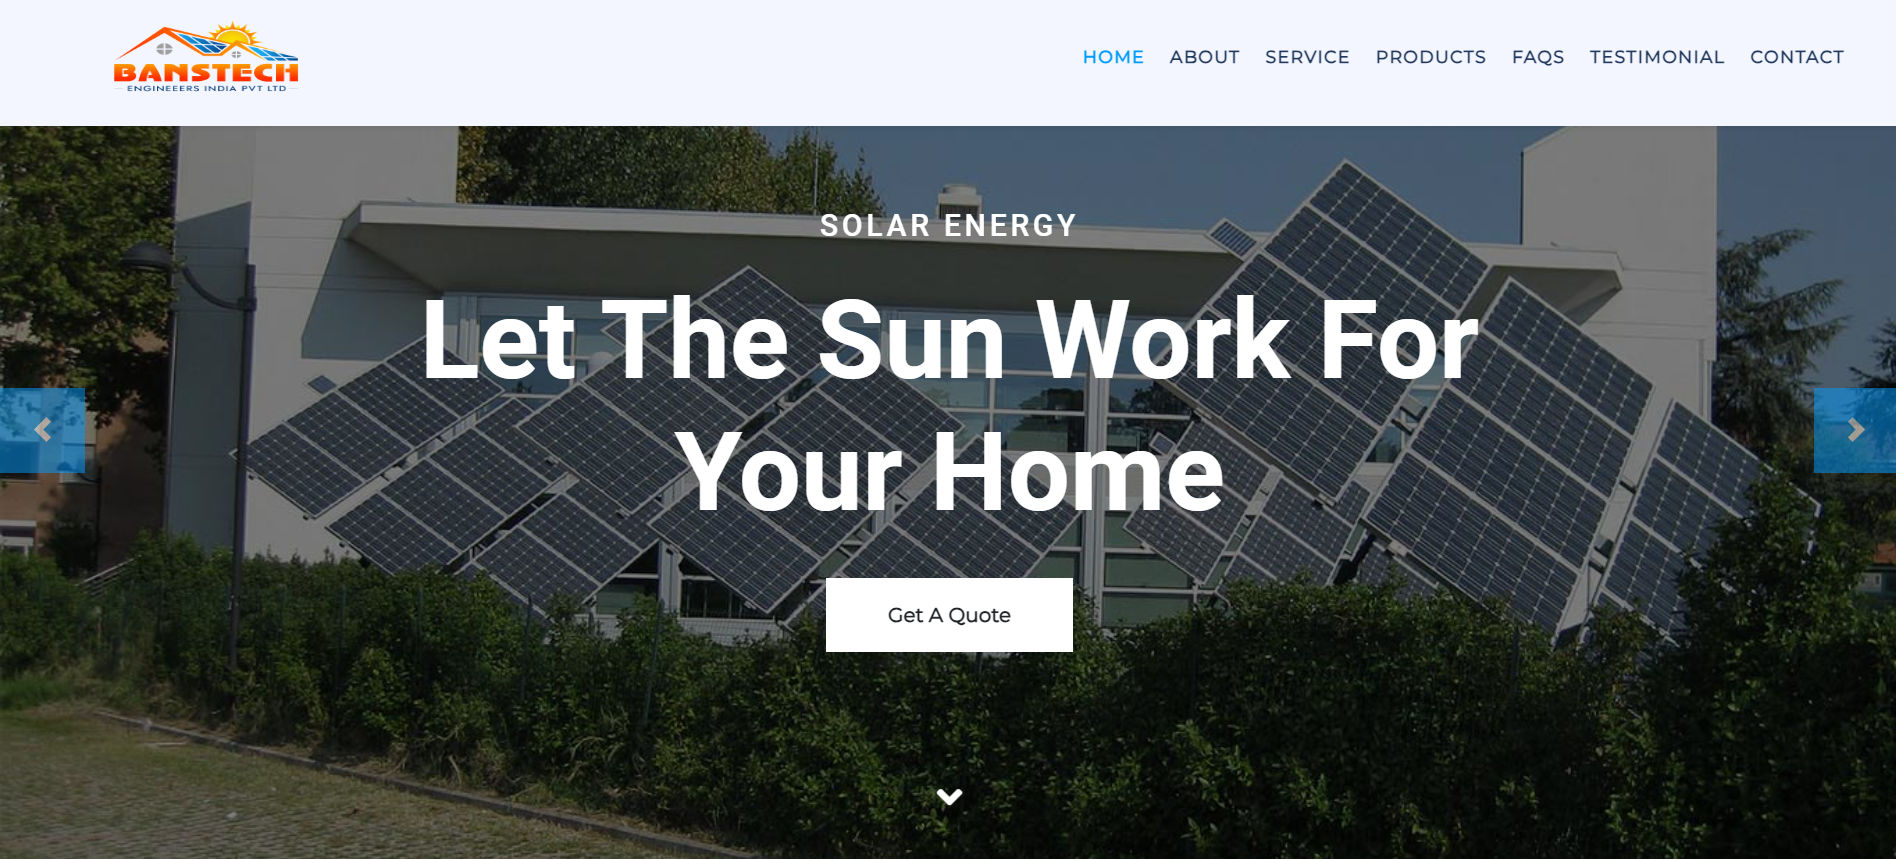 BANSTECH
ENGINEEERS INDIA PVT LTD
HOME ABOUT SERVICE PRODUCTS FAQS TESTIMONIAL CONTACT
SOLAR ENERGY
Let The Sun Work For
Your Home
Get A Quote